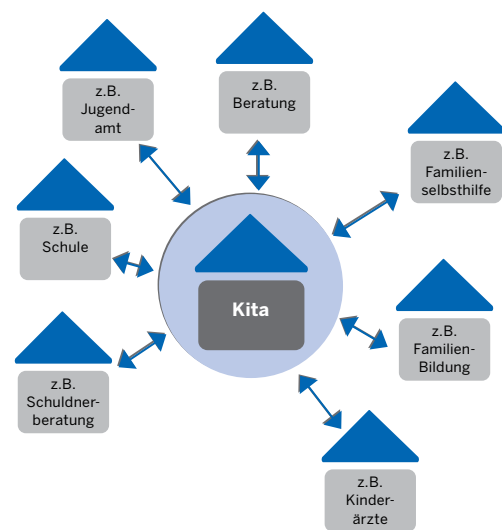 z.B.
Jugend-
amt
z.B.
Beratung
z.B.
Familien-
selbsthilfe
z.B.
Schule
Kita
z.B.
Familien-
Bildung
z.B.
Schuldner-
beratung
z.B.
Kinder-
ärzte